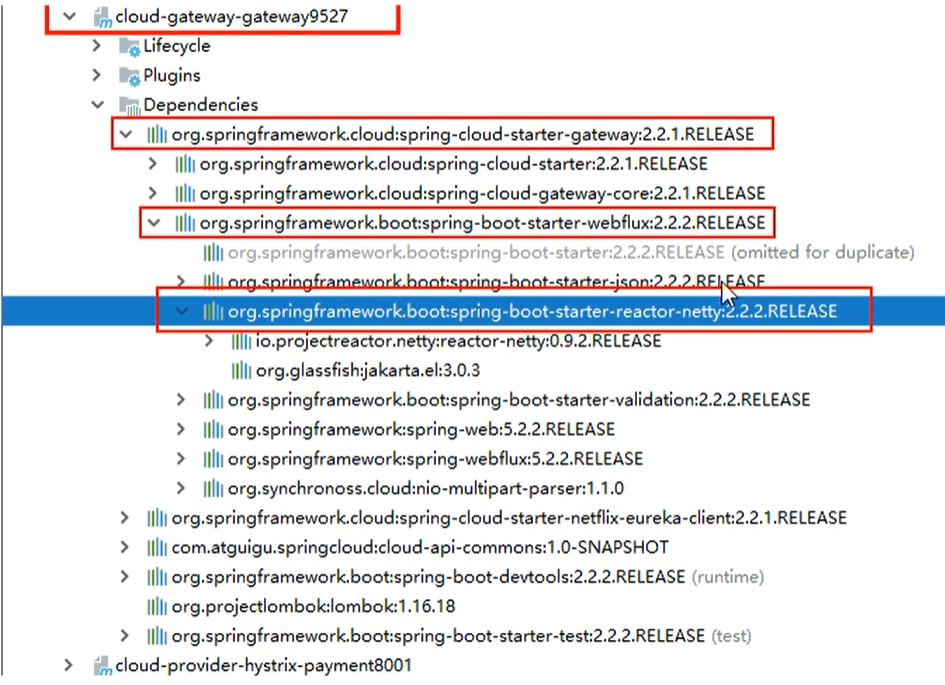 cloud-gateway-gateway9527
Lifecycle
Plugins
Dependencies
org.springframework.cloud:spring-cloud-starter-gateway:2.2.1.RELEASE
org.springframework.cloud:spring-cloud-starter:2.2.1.RELEASE
org.springframework.cloud:spring-cloud-gateway-core:2.2.1.RELEASE
org.springframework.boot:spring-boot-starter-webflux:2.2.2.RELEASE
org.springframework.boot:spring-boot-starter:2.2.2.RELEASE (omitted for duplicate)
org.springframework.boot:spring-boot-starter-json:2.2.2.RELEASE
org.springframework.boot:spring-boot-starter-reactor-netty:2.2.2.RELEASE
io.projectreactor.netty:reactor-netty:0.9.2.RELEASE
org.glassfish:jakarta.el:3.0.3
org.springframework.boot:spring-boot-starter-validation:2.2.2.RELEASE
org.springframework:spring-web:5.2.2.RELEASE
org.springframework:spring-webflux:5.2.2.RELEASE
org.synchronoss.cloud:nio-multipart-parser:1.1.0
org.springframework.cloud:spring-cloud-starter-netflix-eureka-client:2.2.1.RELEASE
com.atguigu.springcloud:cloud-api-commons:1.0-SNAPSHOT
org.springframework.boot:spring-boot-devtools:2.2.2.RELEASE (runtime)
org.projectlombok:lombok:1.16.18
org.springframework.boot:spring-boot-starter-test:2.2.2.RELEASE (test)
cloud-provider-hystrix-payment8001